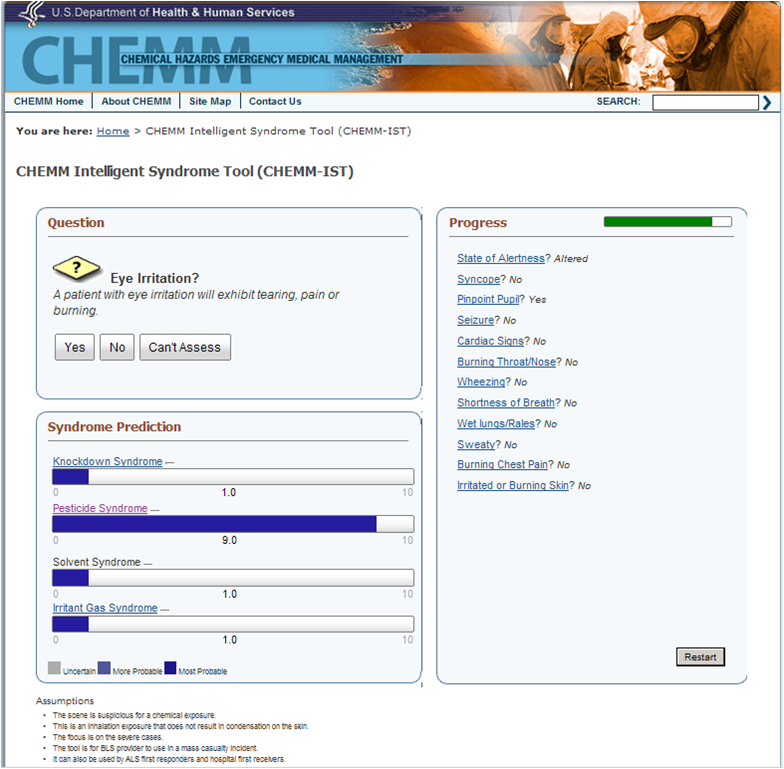 U.S.Department of Health & Human Services
CHEMM
CHEMICAL HAZARDS EMERGENCY MEDICAL MANAGEMENT
CHEMM Home About CHEMM Site Map Contact Us SEARCH:
You are here: Home > CHEMM Intelligent Syndrome Tool (CHEMM-IST)
CHEMM Intelligent Syndrome Tool (CHEMM-IST)
Question
?
Eye Irritation?
A patient with eye irritation will exhibit tearing, pain or
burning.
Yes No Can't Assess
Syndrome Prediction
Knockdown Syndrome —
0 1.0 10
Pesticide Syndrome —
0 9.0 10
Solvent Syndrome —
0 1.0 10
Irritant Gas Syndrome —
0 1.0 10
Uncertain More Probable Most Probable
Progress
State of Alertness? Altered
Syncope? No
Pinpoint Pupil? Yes
Seizure? No
Cardiac Signs? No
Burning Throat/Nose? No
Wheezing? No
Shortness of Breath? No
Wet lungs/Rales? No
Sweaty? No
Burning Chest Pain? No
Irritated or Burning Skin? No
Restart
Assumptions
• The scene is suspicious for a chemical exposure.
• This is an inhalation exposure that does not result in condensation on the skin.
• The focus is on the severe cases.
• The tool is for BLS provider to use in a mass casualty incident.
• It can also be used by ALS first responders and hospital first receivers.